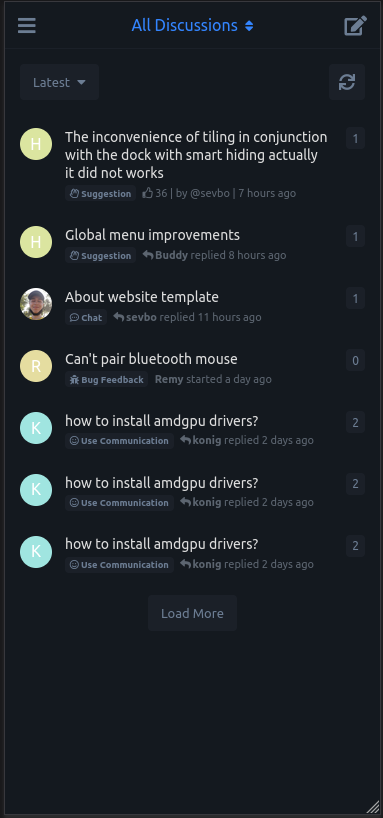 All Discussions
Latest
H
The inconvenience of tiling in conjunction
with the dock with smart hiding actually
it did not works
1
Suggestion 36 | by @sevbo | 7 hours ago
H
Global menu improvements
1
Suggestion Buddy replied 8 hours ago
About website template
1
Chat sevbo replied 11 hours ago
R
Can't pair bluetooth mouse
0
Bug Feedback Remy started a day ago
K
how to install amdgpu drivers?
2
Use Communication konig replied 2 days ago
K
how to install amdgpu drivers?
2
Use Communication konig replied 2 days ago
K
how to install amdgpu drivers?
2
Use Communication konig replied 2 days ago
Load More